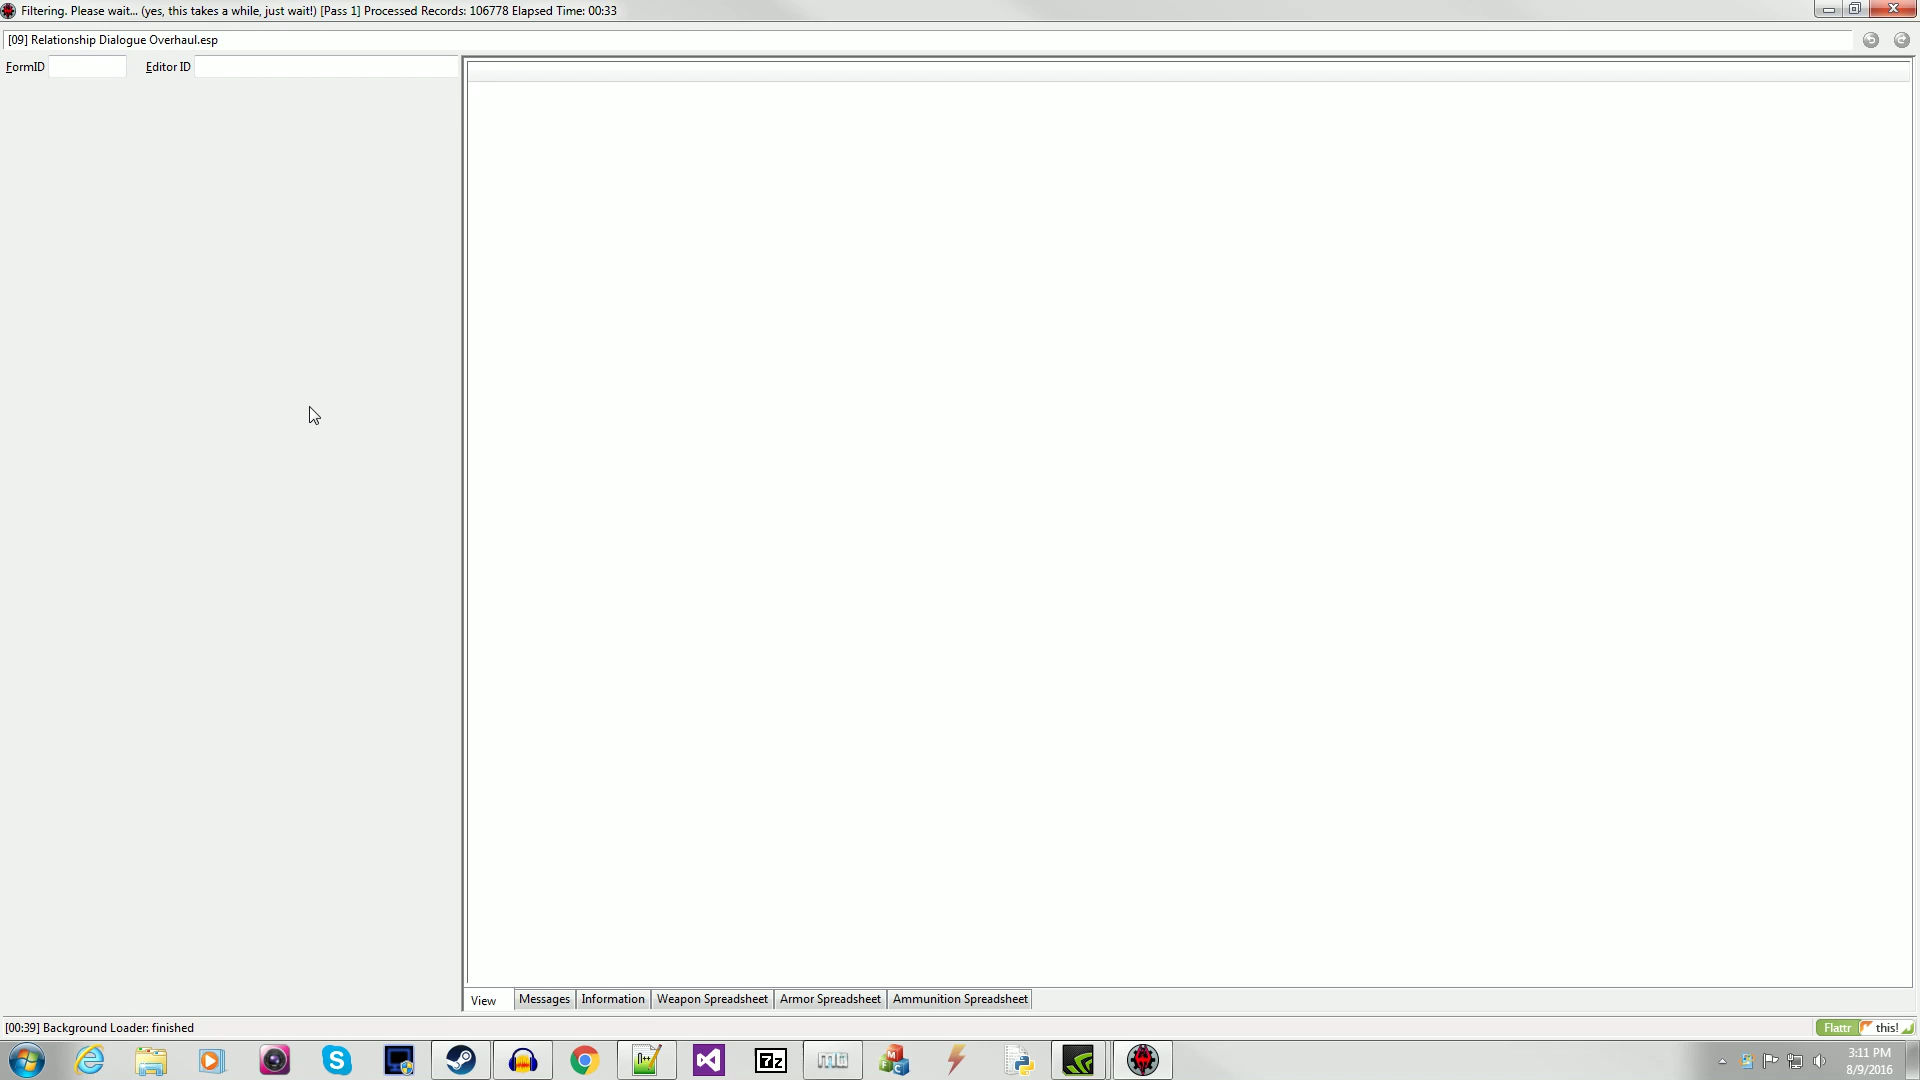 Filtering. Please wait... (yes, this takes a while, just wait!) [Pass 1] Processed Records: 106778 Elapsed Time: 00:33
[09] Relationship Dialogue Overhaul.esp
FormID Editor ID
View Messages Information Weapon Spreadsheet Armor Spreadsheet Ammunition Spreadsheet
[00:39] Background Loader: finished
Flattr this!
n++ 7z M F C
3:11 PM
8/9/2016